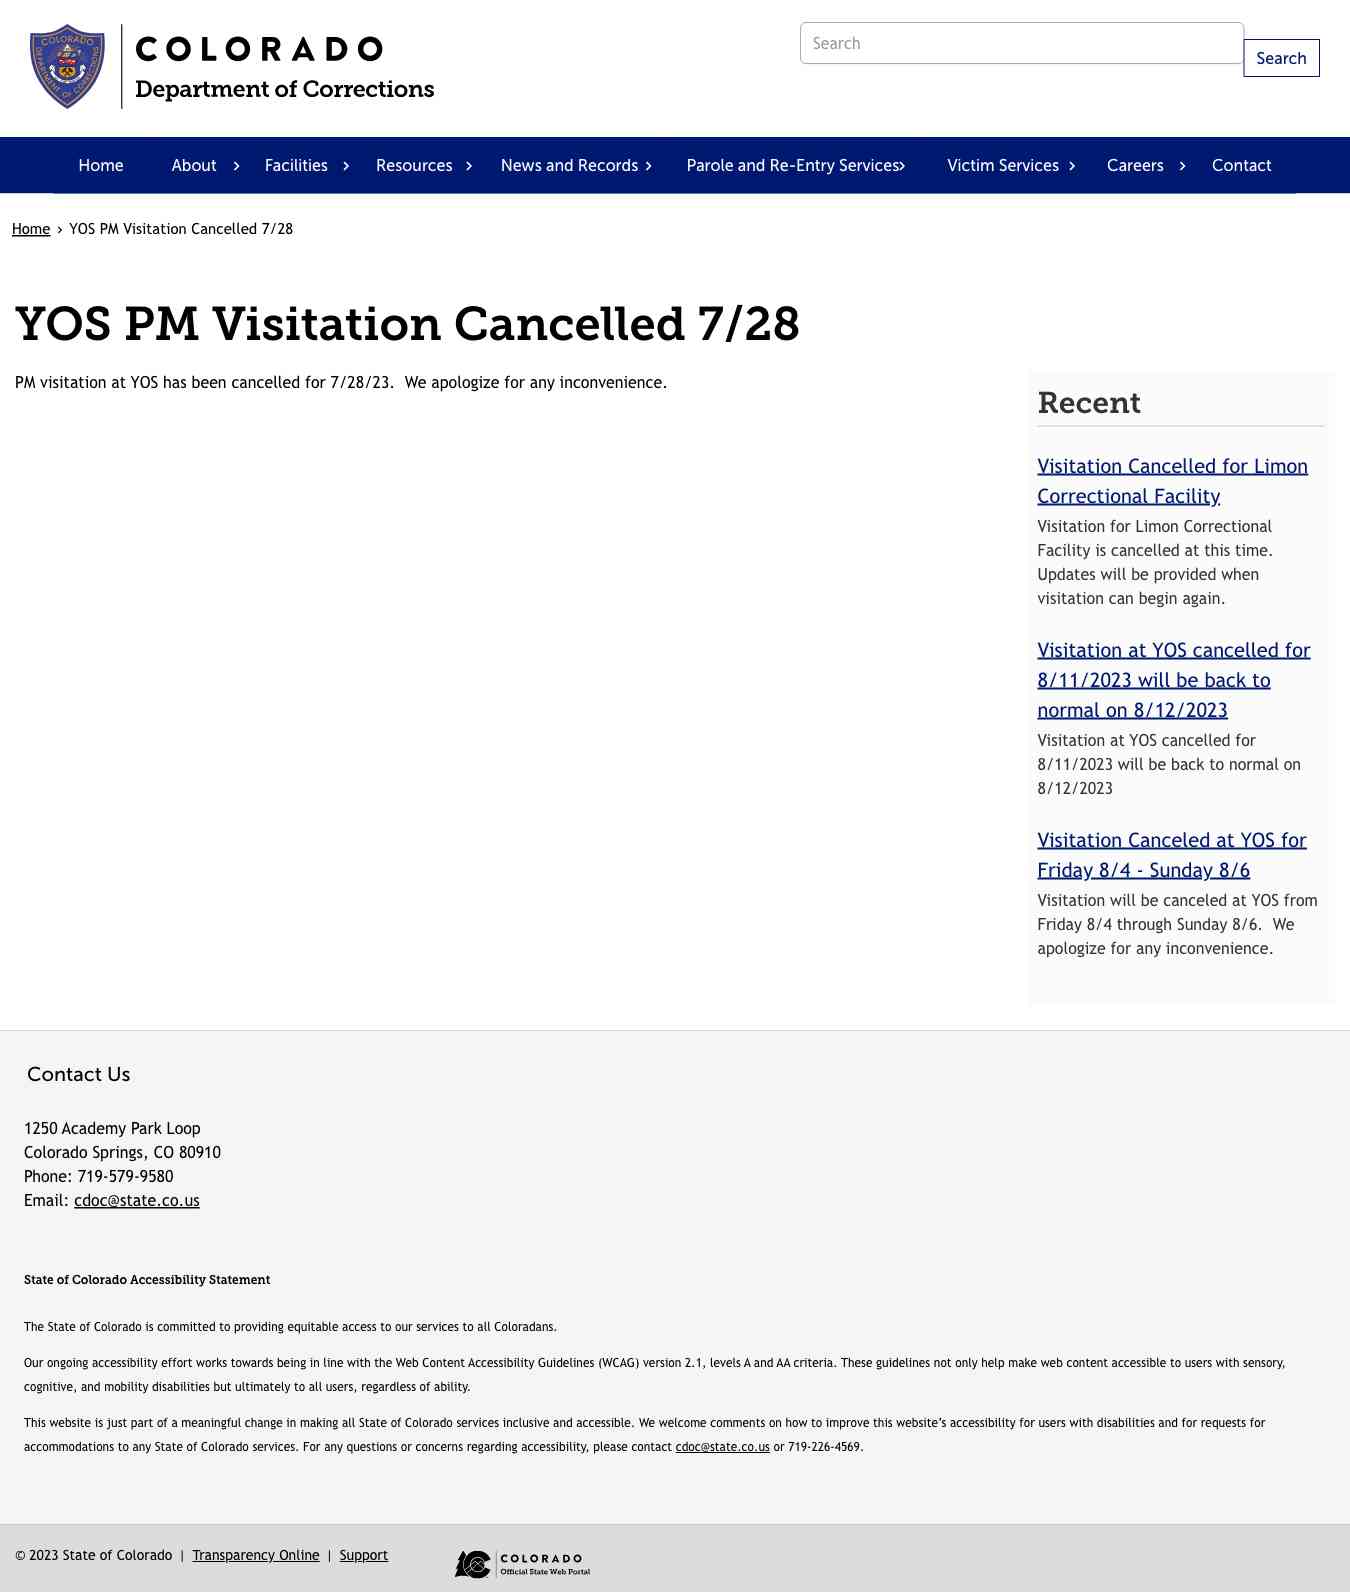 COLORADO
Department of Corrections
Search
Search
Home
About
Facilities
Resources
News and Records
Parole and Re-Entry Services
Victim Services
Careers
Contact
Home › YOS PM Visitation Cancelled 7/28
YOS PM Visitation Cancelled 7/28
PM visitation at YOS has been cancelled for 7/28/23.  We apologize for any inconvenience.
Recent
Visitation Cancelled for Limon
Correctional Facility
Visitation for Limon Correctional
Facility is cancelled at this time.
Updates will be provided when
visitation can begin again.
Visitation at YOS cancelled for
8/11/2023 will be back to
normal on 8/12/2023
Visitation at YOS cancelled for
8/11/2023 will be back to normal on
8/12/2023
Visitation Canceled at YOS for
Friday 8/4 - Sunday 8/6
Visitation will be canceled at YOS from
Friday 8/4 through Sunday 8/6.  We
apologize for any inconvenience.
Contact Us
1250 Academy Park Loop
Colorado Springs, CO 80910
Phone: 719-579-9580
Email: cdoc@state.co.us
State of Colorado Accessibility Statement
The State of Colorado is committed to providing equitable access to our services to all Coloradans.
Our ongoing accessibility effort works towards being in line with the Web Content Accessibility Guidelines (WCAG) version 2.1, levels A and AA criteria. These guidelines not only help make web content accessible to users with sensory,
cognitive, and mobility disabilities but ultimately to all users, regardless of ability.
This website is just part of a meaningful change in making all State of Colorado services inclusive and accessible. We welcome comments on how to improve this website's accessibility for users with disabilities and for requests for
accommodations to any State of Colorado services. For any questions or concerns regarding accessibility, please contact cdoc@state.co.us or 719-226-4569.
© 2023 State of Colorado | Transparency Online | Support
COLORADO
Official State Web Portal